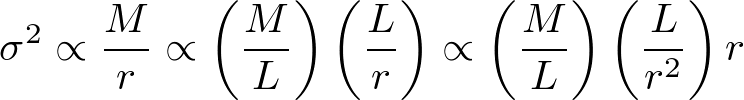 σ² ∝ M/r ∝ (M/L) (L/r) ∝ (M/L) (L/r²) r